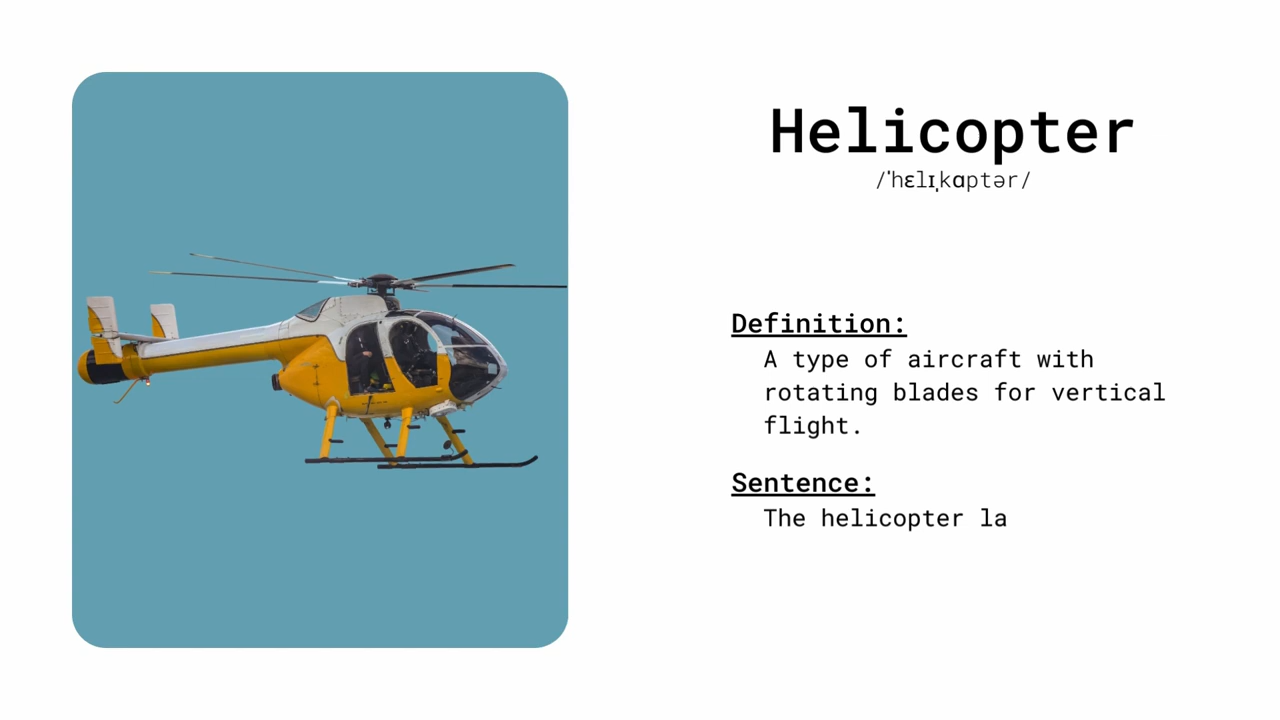 Helicopter
/ˈhɛlɪˌkɑptər/
Definition:
A type of aircraft with
rotating blades for vertical
flight.
Sentence:
The helicopter la